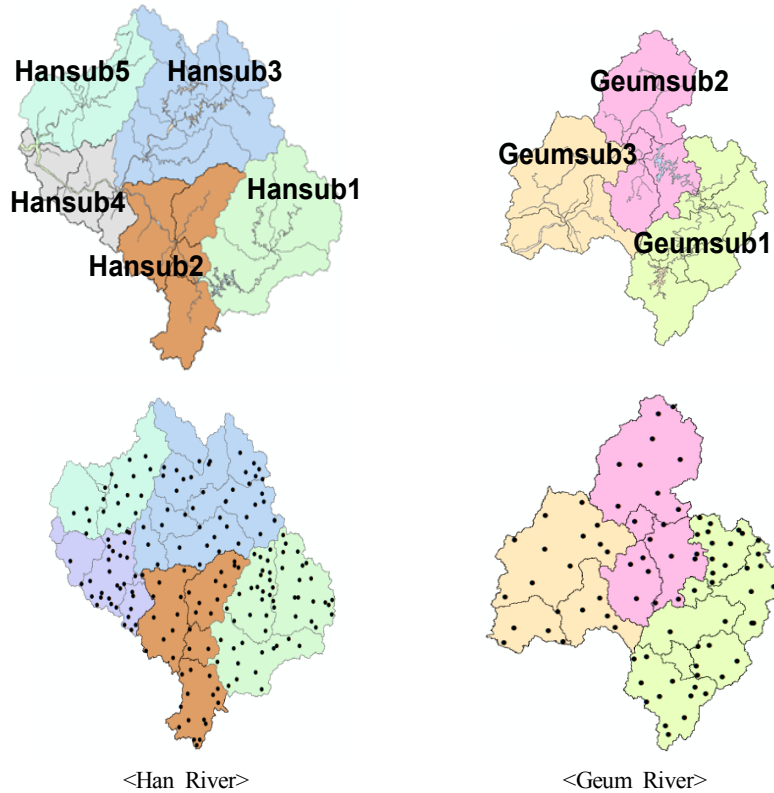 Hansub5
Hansub3
Hansub1
Hansub4
Hansub2
Geumsub2
Geumsub3
Geumsub1
<Han River>
<Geum River>